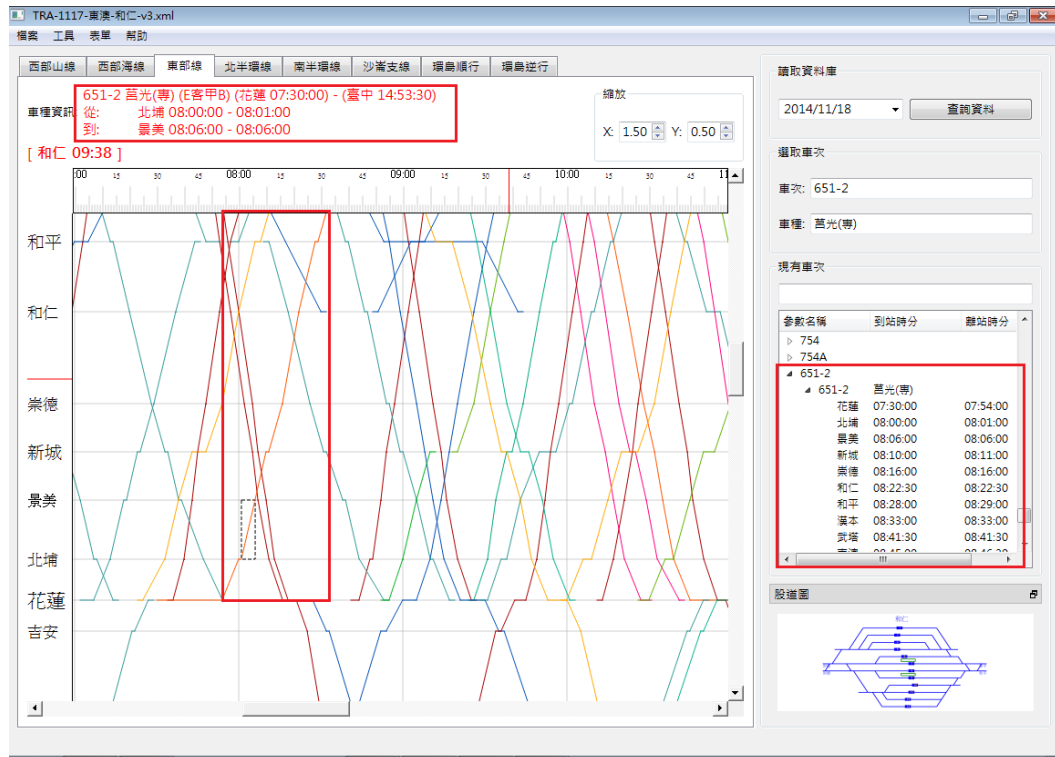 TRA-1117-東澳-和仁-v3.xml
檔案 工具 表單 幫助
西部山線 西部海線 東部線 北半環線 南半環線 沙崙支線 環島順行 環島逆行
車種資訊
651-2 莒光(專) (E客甲B) (花蓮 07:30:00) - (臺中 14:53:30)
從: 北埔 08:00:00 - 08:01:00
到: 景美 08:06:00 - 08:06:00
縮放
X: 1.50 Y: 0.50
[ 和仁 09:38 ]
:00 15 30 45 08:00 15 30 45 09:00 15 30 45 10:00 15 30 45 11
和平
和仁
崇德
新城
景美
北埔
花蓮
吉安
讀取資料庫
2014/11/18 查詢資料
選取車次
車次: 651-2
車種: 莒光(專)
現有車次
參數名稱 到站時分 離站時分
754
754A
651-2
651-2 莒光(專)
花蓮 07:30:00 07:54:00
北埔 08:00:00 08:01:00
景美 08:06:00 08:06:00
新城 08:10:00 08:11:00
崇德 08:16:00 08:16:00
和仁 08:22:30 08:22:30
和平 08:28:00 08:29:00
漢本 08:33:00 08:33:00
武塔 08:41:30 08:41:30
股道圖
和仁